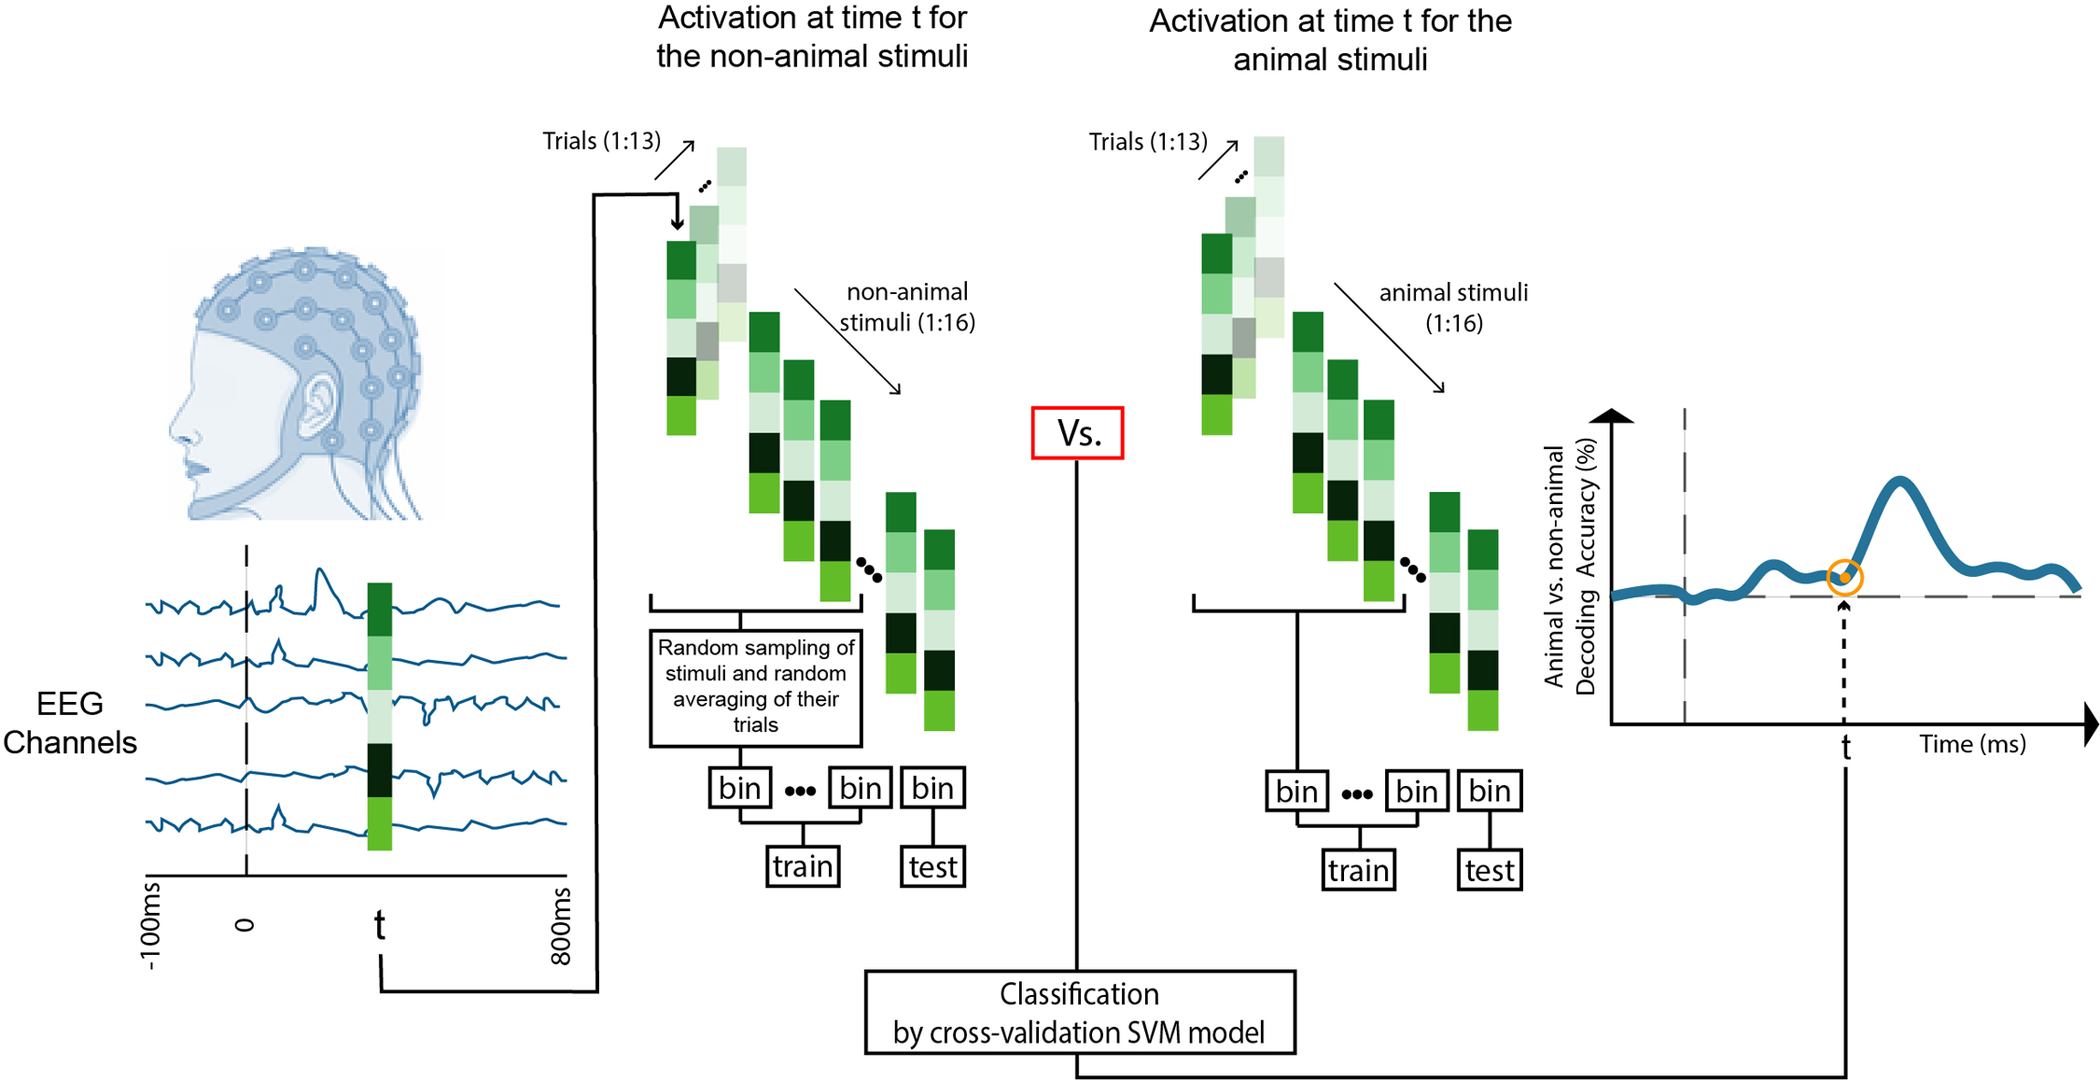 Activation at time t for
the non-animal stimuli
Activation at time t for the
animal stimuli
Trials (1:13)
non-animal
stimuli (1:16)
Trials (1:13)
animal stimuli
(1:16)
Vs.
EEG
Channels
-100ms
0
t
800ms
Random sampling of
stimuli and random
averaging of their
trials
bin
bin
bin
train
test
bin
bin
bin
train
test
Classification
by cross-validation SVM model
Animal vs. non-animal
Decoding Accuracy (%)
t
Time (ms)